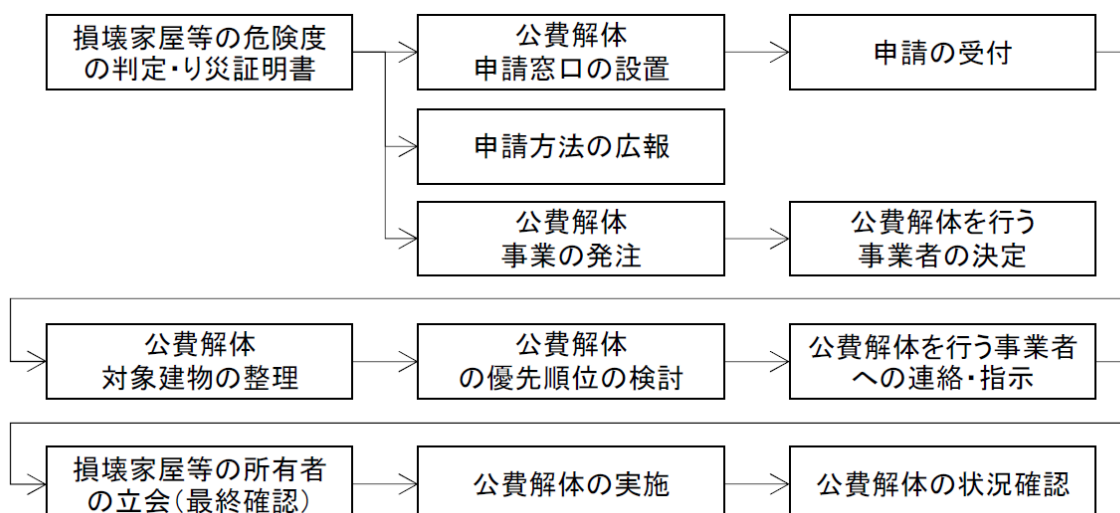 損壊家屋等の危険度
の判定・り災証明書
公費解体
申請窓口の設置
申請の受付
申請方法の広報
公費解体
事業の発注
公費解体を行う
事業者の決定
公費解体
対象建物の整理
公費解体
の優先順位の検討
公費解体を行う事業者
への連絡・指示
損壊家屋等の所有者
の立会(最終確認)
公費解体の実施
公費解体の状況確認